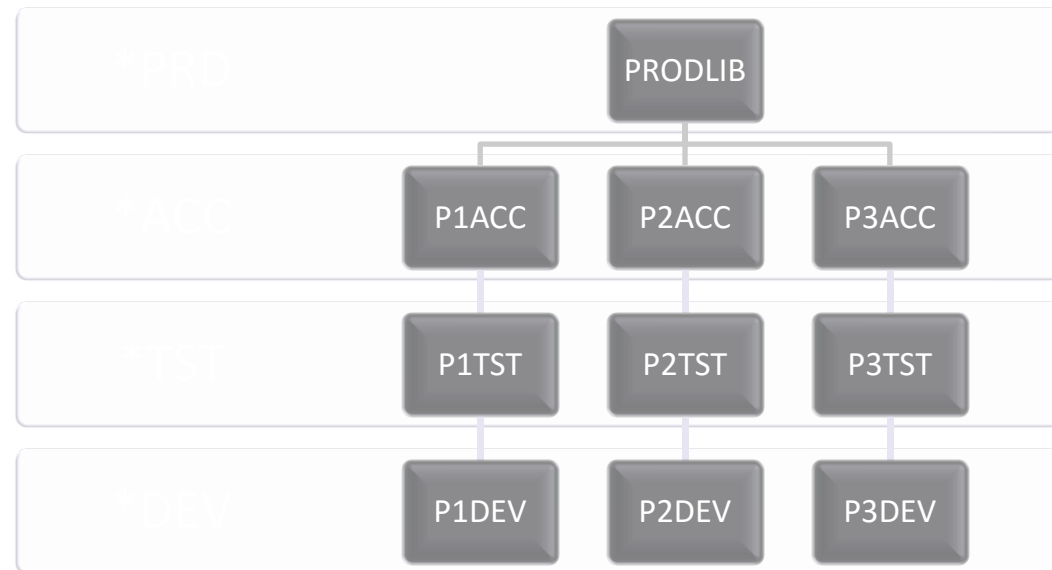 *PRD
PRODLIB
*ACC
P1ACC
P2ACC
P3ACC
*TST
P1TST
P2TST
P3TST
*DEV
P1DEV
P2DEV
P3DEV